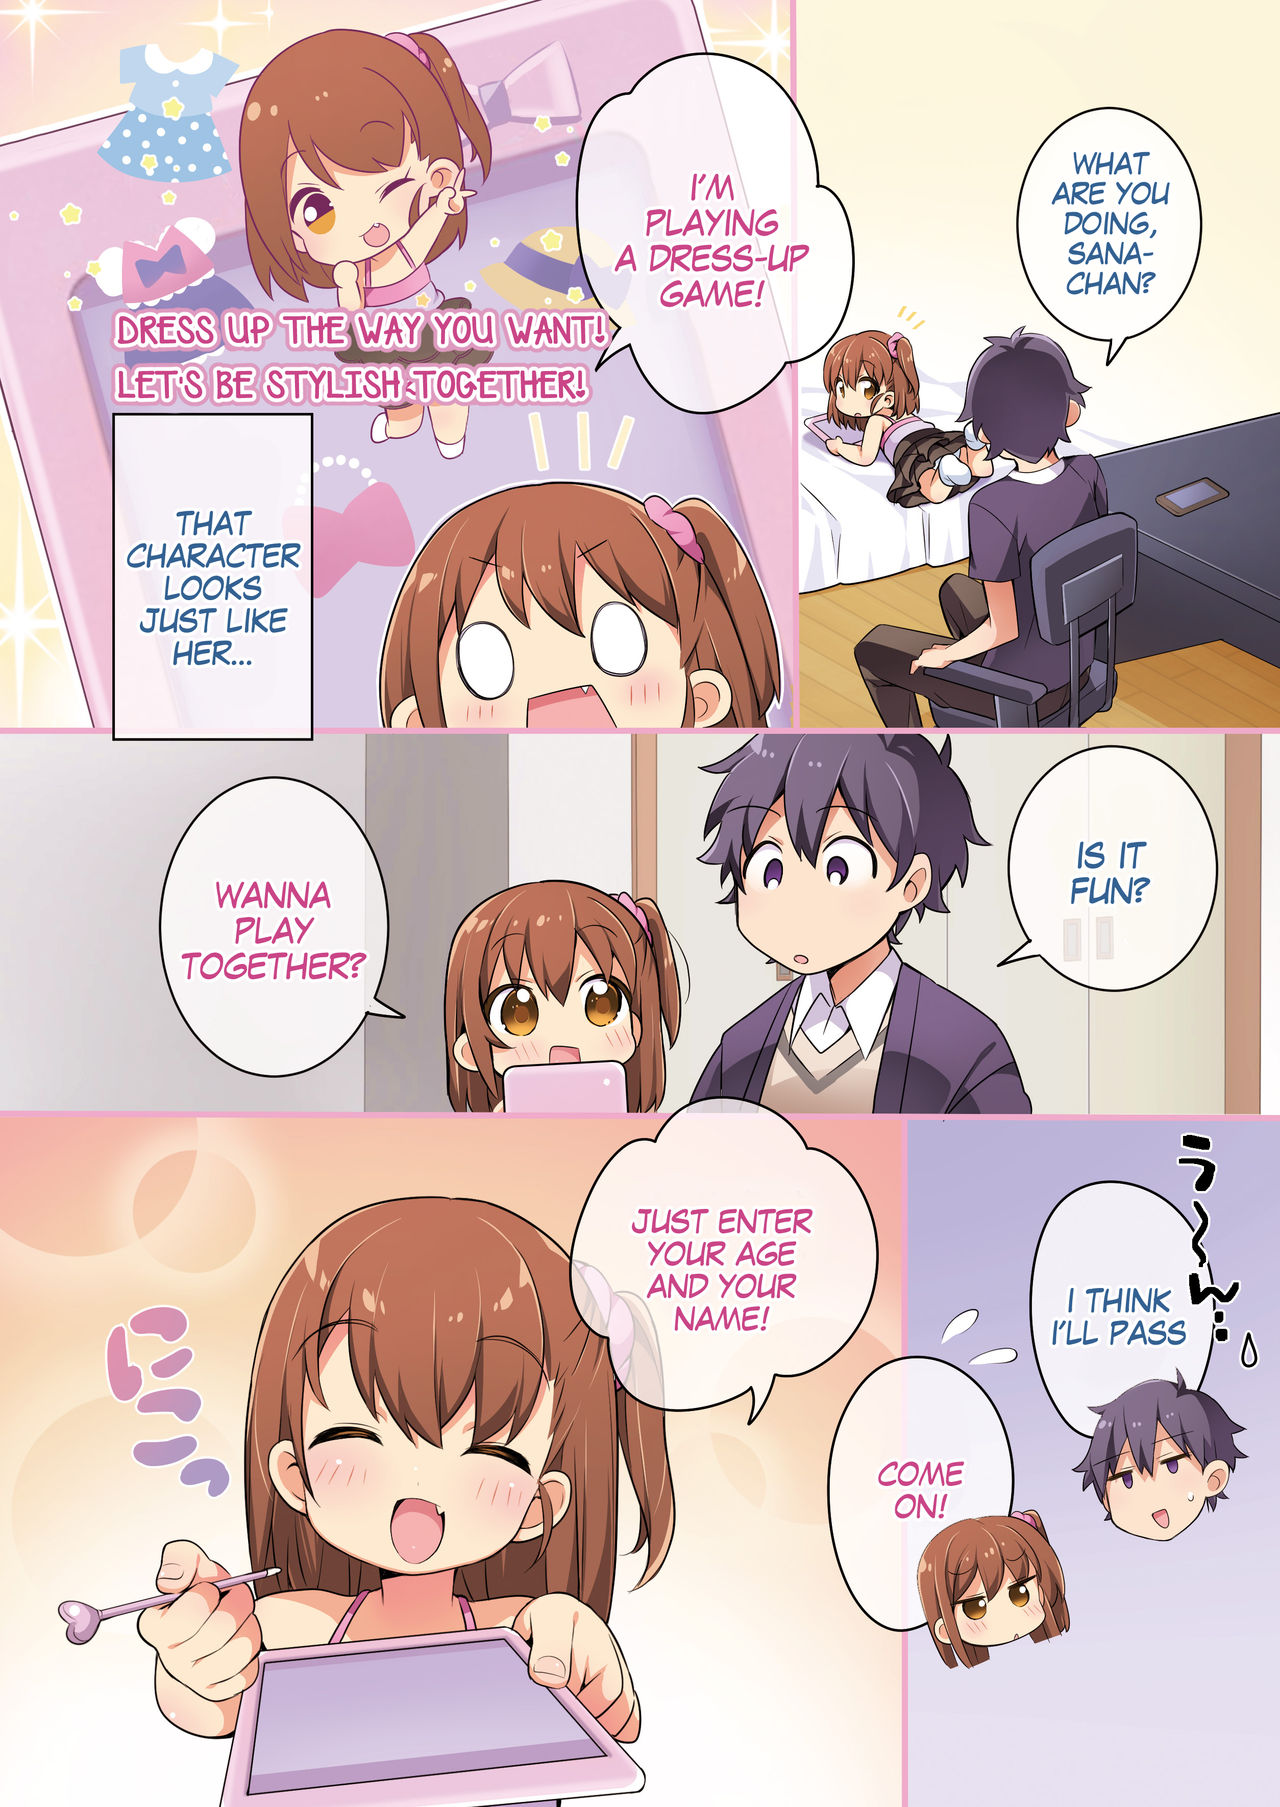 WHAT
ARE YOU
DOING,
SANA-
CHAN?
I'M
PLAYING
A DRESS-UP
GAME!
DRESS UP THE WAY YOU WANT!
LET'S BE STYLISH TOGETHER!
THAT
CHARACTER
LOOKS
JUST LIKE
HER...
IS IT
FUN?
WANNA
PLAY
TOGETHER?
う〜ん…
I THINK
I'LL PASS
COME
ON!
JUST ENTER
YOUR AGE
AND YOUR
NAME!
にこにこっ